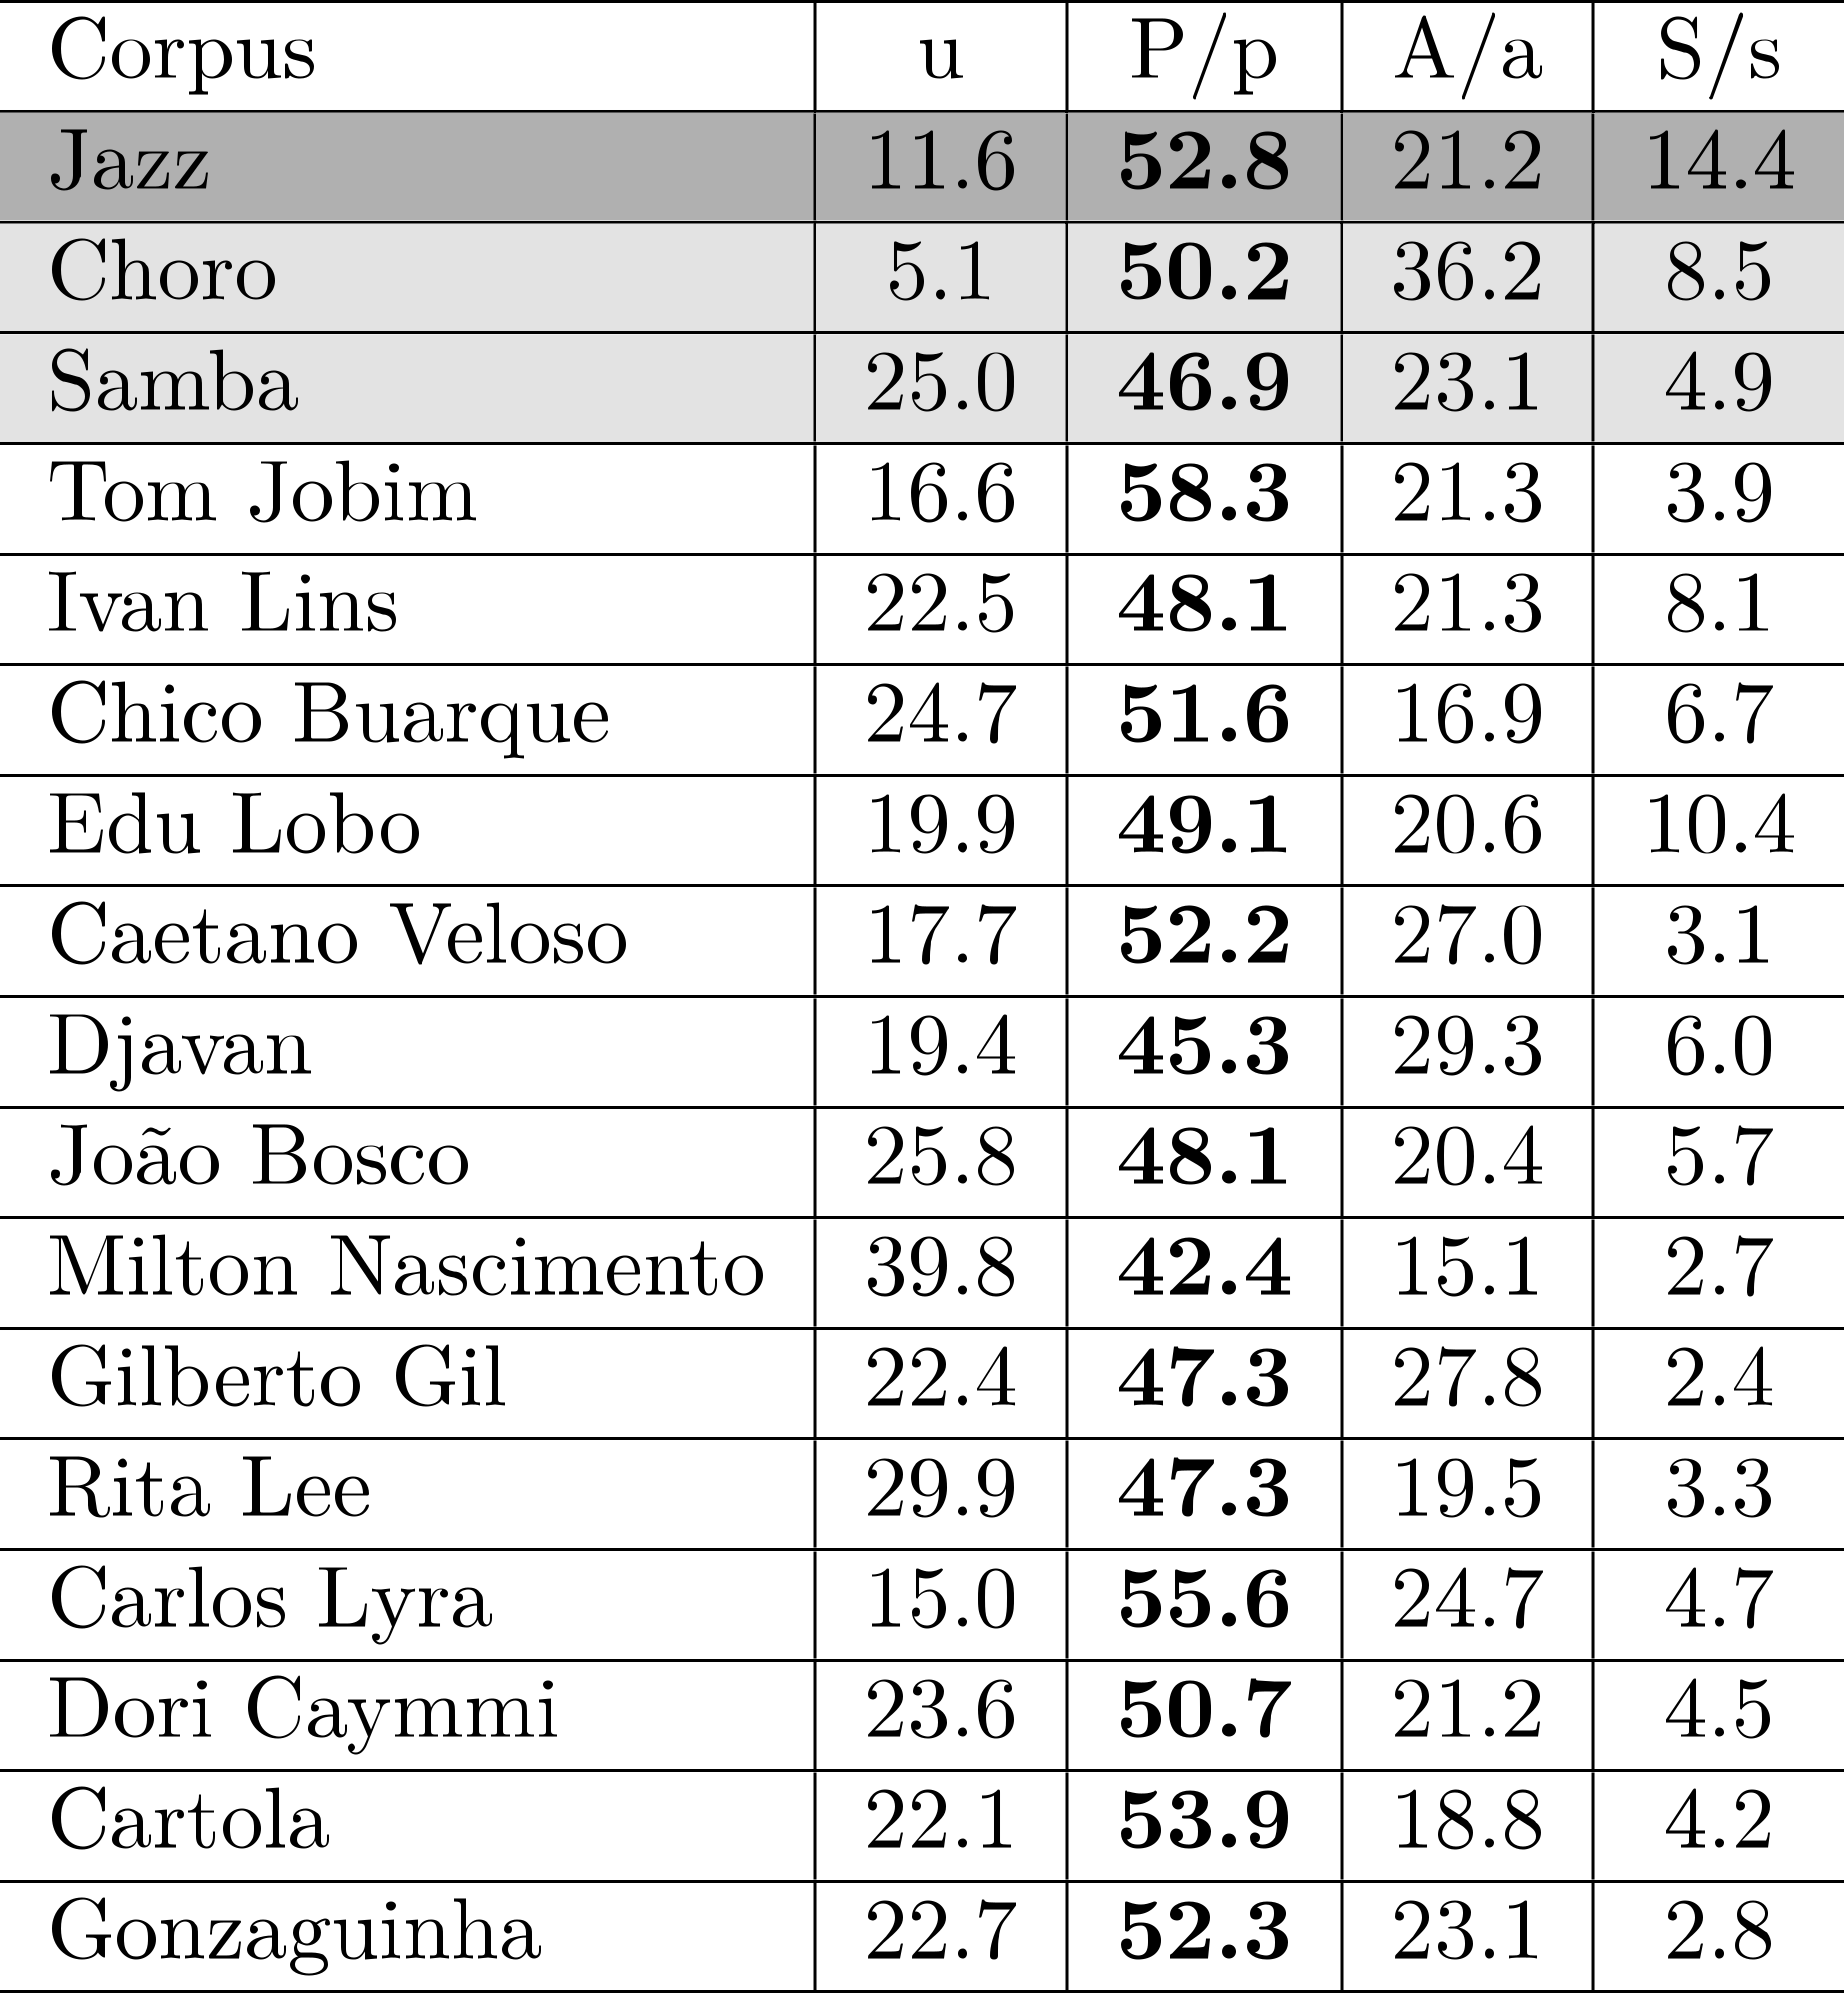 Corpus u P/p A/a S/s
Jazz 11.6 52.8 21.2 14.4
Choro 5.1 50.2 36.2 8.5
Samba 25.0 46.9 23.1 4.9
Tom Jobim 16.6 58.3 21.3 3.9
Ivan Lins 22.5 48.1 21.3 8.1
Chico Buarque 24.7 51.6 16.9 6.7
Edu Lobo 19.9 49.1 20.6 10.4
Caetano Veloso 17.7 52.2 27.0 3.1
Djavan 19.4 45.3 29.3 6.0
João Bosco 25.8 48.1 20.4 5.7
Milton Nascimento 39.8 42.4 15.1 2.7
Gilberto Gil 22.4 47.3 27.8 2.4
Rita Lee 29.9 47.3 19.5 3.3
Carlos Lyra 15.0 55.6 24.7 4.7
Dori Caymmi 23.6 50.7 21.2 4.5
Cartola 22.1 53.9 18.8 4.2
Gonzaguinha 22.7 52.3 23.1 2.8